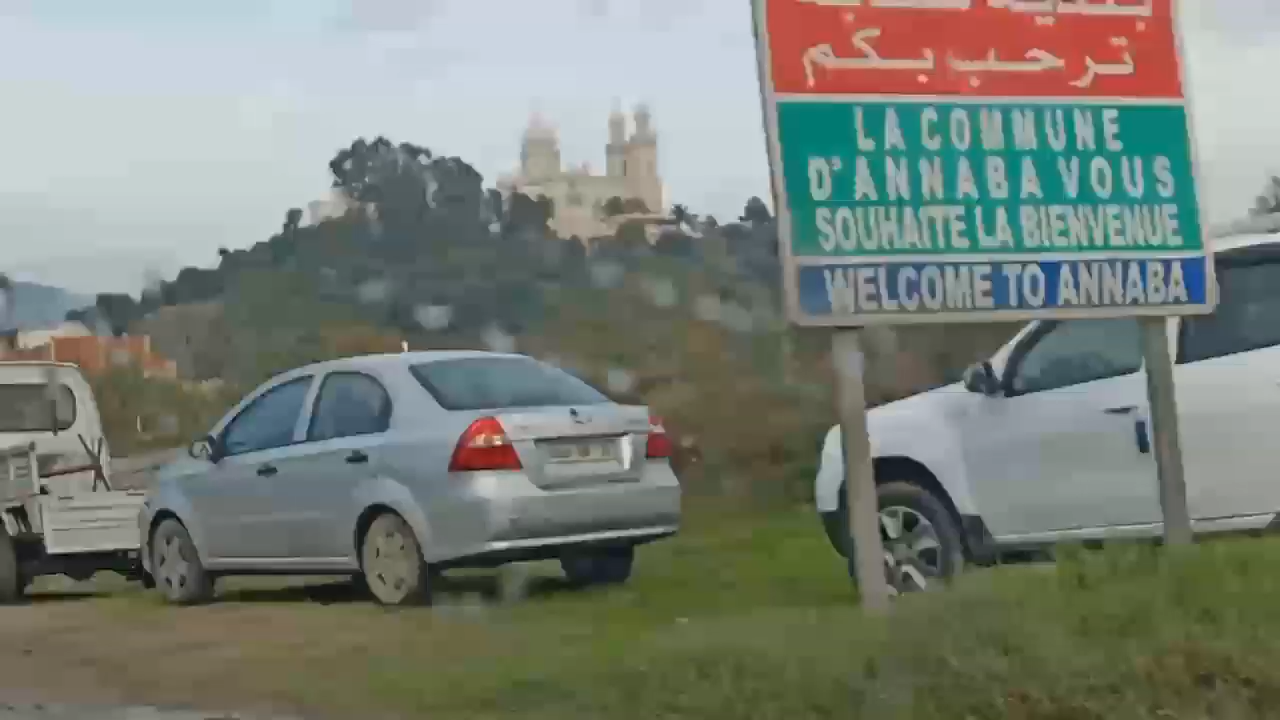 ترحب بكم
LA COMMUNE
D'ANNABA VOUS
SOUHAITE LA BIENVENUE
WELCOME TO ANNABA